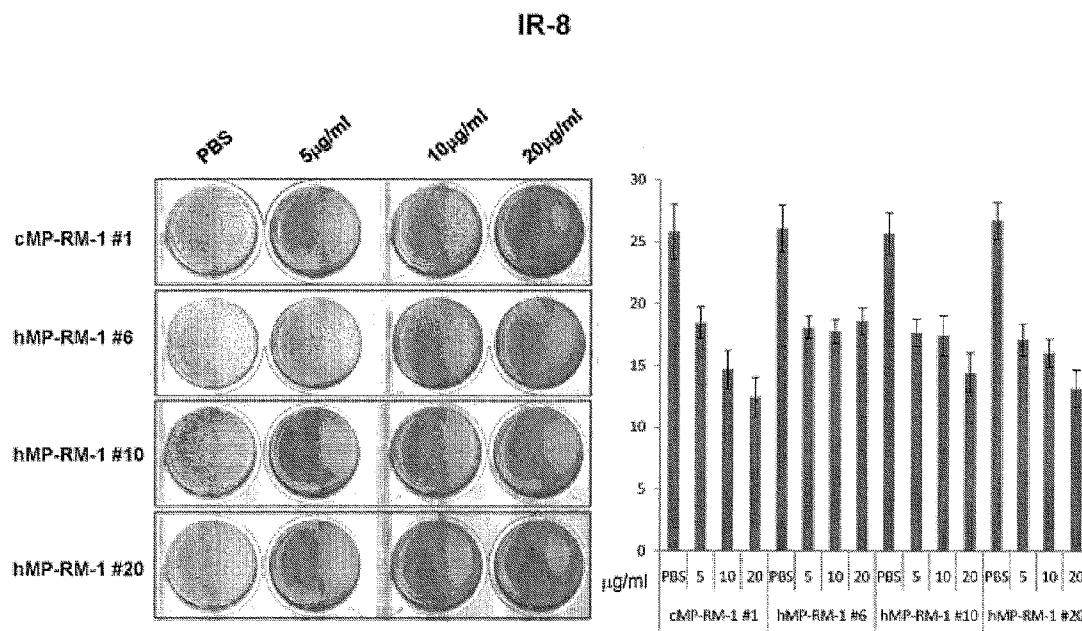 IR-8
PBS 5µg/ml 10µg/ml 20µg/ml
cMP-RM-1 #1
hMP-RM-1 #6
hMP-RM-1 #10
hMP-RM-1 #20
30
25
20
15
10
5
0
µg/ml PBS 5 10 20 PBS 5 10 20 PBS 5 10 20 PBS 5 10 20
cMP-RM-1 #1 hMP-RM-1 #6 hMP-RM-1 #10 hMP-RM-1 #20